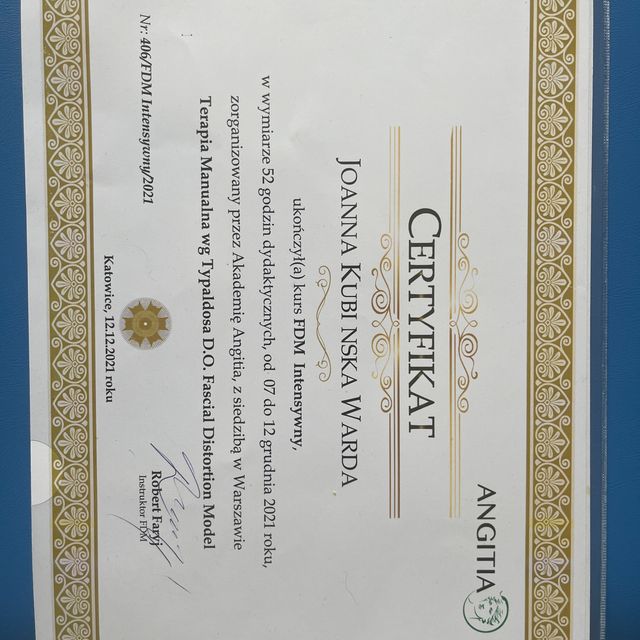 ANGITIA
CERTYFIKAT
JOANNA KUBI NSKA WARDA
ukończył(a) kurs FDM Intensywny,
w wymiarze 52 godzin dydaktycznych, od 07 do 12 grudnia 2021 roku,
zorganizowany przez Akademię Angitia, z siedzibą w Warszawie
Terapia Manualna wg Typaldosa D.O. Fascial Distortion Model
Nr: 406/FDM Intensywny/2021
Robert Faryj
Instruktor FDM
Katowice, 12.12.2021 roku